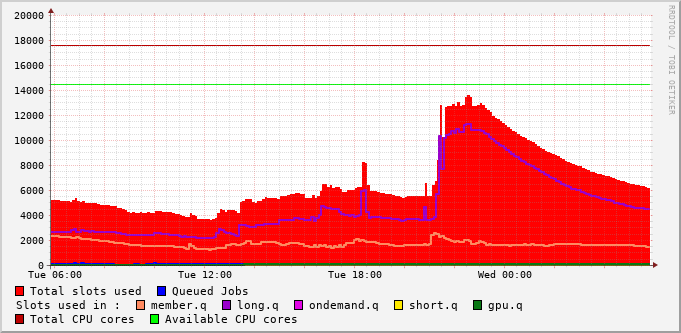 20000
18000
16000
14000
12000
10000
8000
6000
4000
2000
0
Tue 06:00 Tue 12:00 Tue 18:00 Wed 00:00
RRDTOOL / TOBI OETIKER
Total slots used Queued Jobs
Slots used in : member.q long.q ondemand.q short.q gpu.q
Total CPU cores Available CPU cores